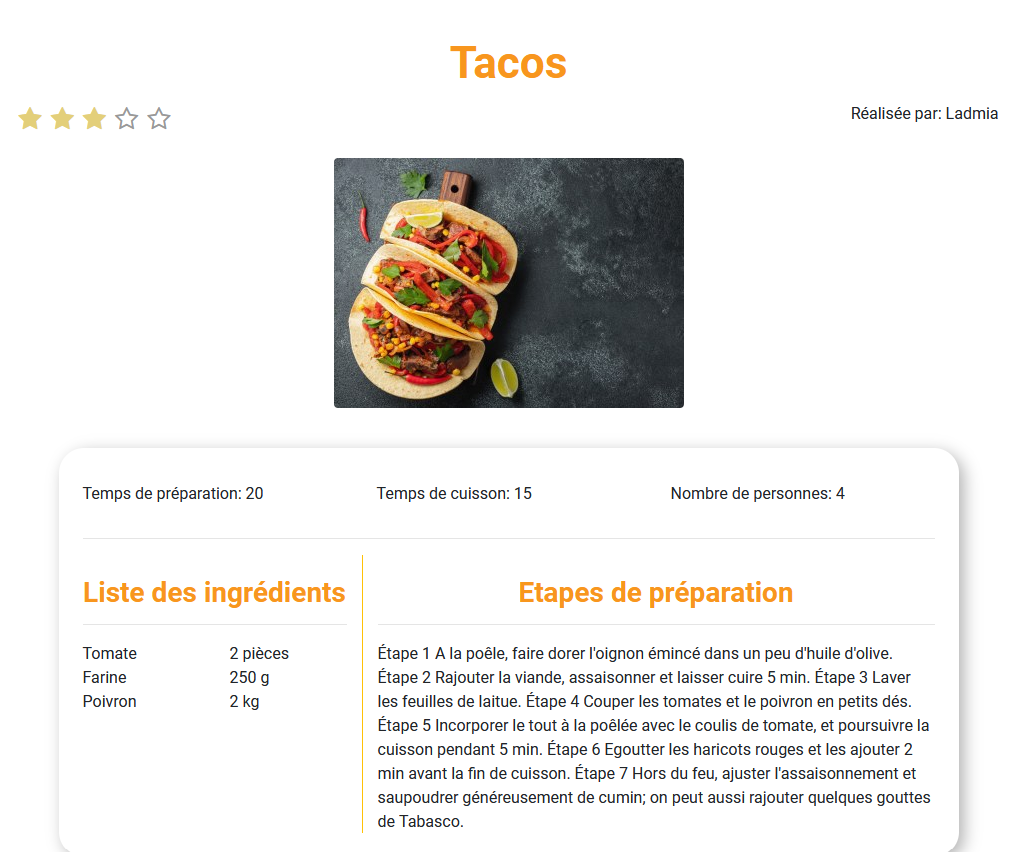 Tacos
Réalisée par: Ladmia
Temps de préparation: 20
Temps de cuisson: 15
Nombre de personnes: 4
Liste des ingrédients
Tomate 2 pièces
Farine 250 g
Poivron 2 kg
Etapes de préparation
Étape 1 A la poêle, faire dorer l'oignon émincé dans un peu d'huile d'olive.
Étape 2 Rajouter la viande, assaisonner et laisser cuire 5 min. Étape 3 Laver
les feuilles de laitue. Étape 4 Couper les tomates et le poivron en petits dés.
Étape 5 Incorporer le tout à la poêlée avec le coulis de tomate, et poursuivre la
cuisson pendant 5 min. Étape 6 Egoutter les haricots rouges et les ajouter 2
min avant la fin de cuisson. Étape 7 Hors du feu, ajuster l'assaisonnement et
saupoudrer généreusement de cumin; on peut aussi rajouter quelques gouttes
de Tabasco.